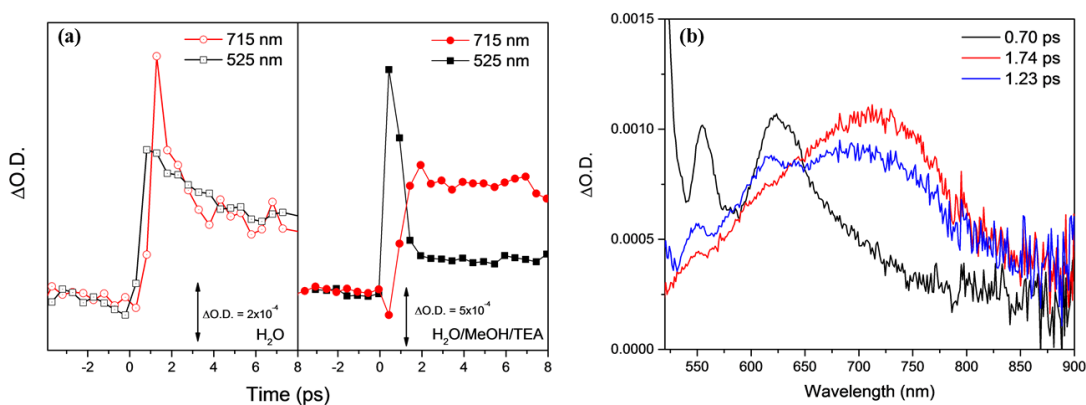 (a)
715 nm
525 nm
715 nm
525 nm
ΔO.D.
ΔO.D. = 2x10⁻⁴
H₂O
ΔO.D. = 5x10⁻⁴
H₂O/MeOH/TEA
-2 0 2 4 6 8
-2 0 2 4 6 8
Time (ps)
(b)
0.70 ps
1.74 ps
1.23 ps
0.0015
0.0010
0.0005
0.0000
ΔO.D.
550 600 650 700 750 800 850 900
Wavelength (nm)